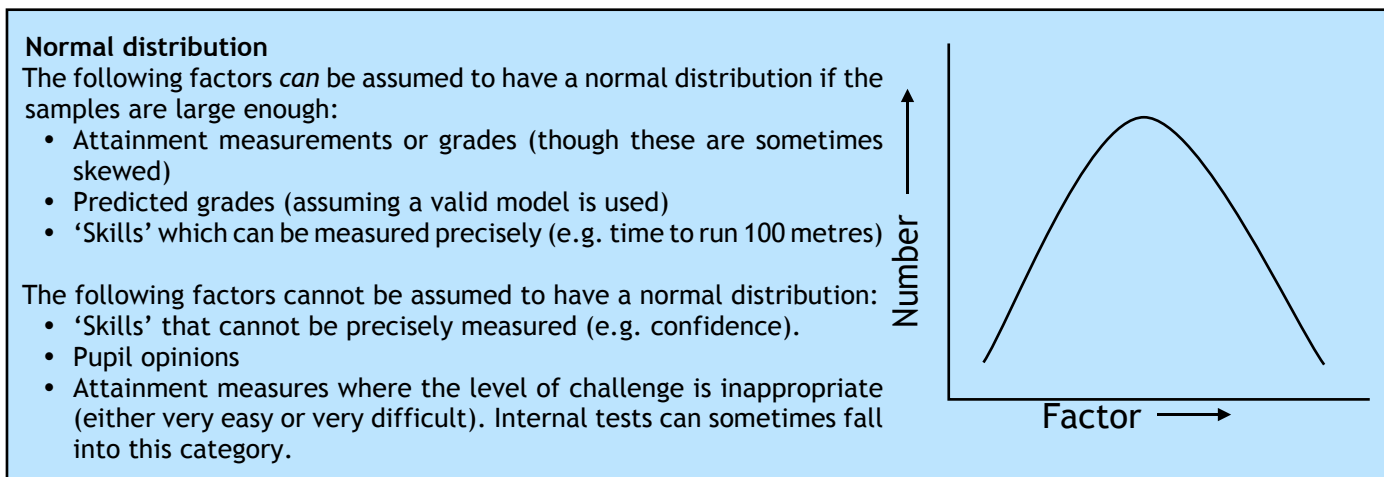 Normal distribution
The following factors can be assumed to have a normal distribution if the
samples are large enough:
• Attainment measurements or grades (though these are sometimes
skewed)
• Predicted grades (assuming a valid model is used)
• ‘Skills’ which can be measured precisely (e.g. time to run 100 metres)
The following factors cannot be assumed to have a normal distribution:
• ‘Skills’ that cannot be precisely measured (e.g. confidence).
• Pupil opinions
• Attainment measures where the level of challenge is inappropriate
(either very easy or very difficult). Internal tests can sometimes fall
into this category.
Number
Factor